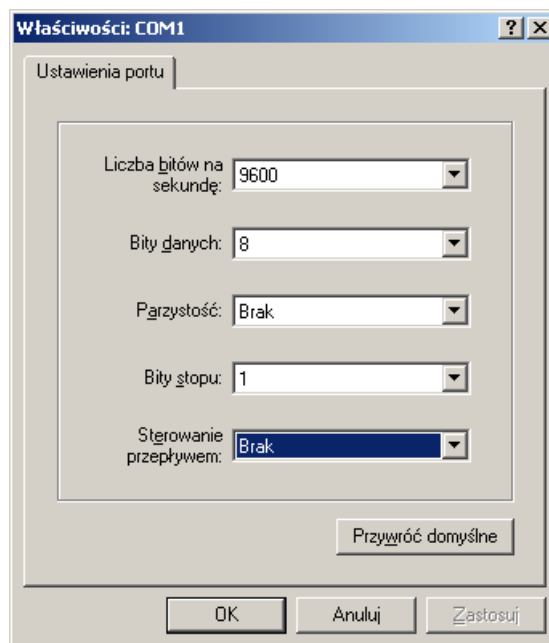 Właściwości: COM1
Ustawienia portu
Liczba bitów na
sekundę:
9600
Bity danych:
8
Parzystość:
Brak
Bity stopu:
1
Sterowanie
przepływem:
Brak
Przywróć domyślne
OK
Anuluj
Zastosuj